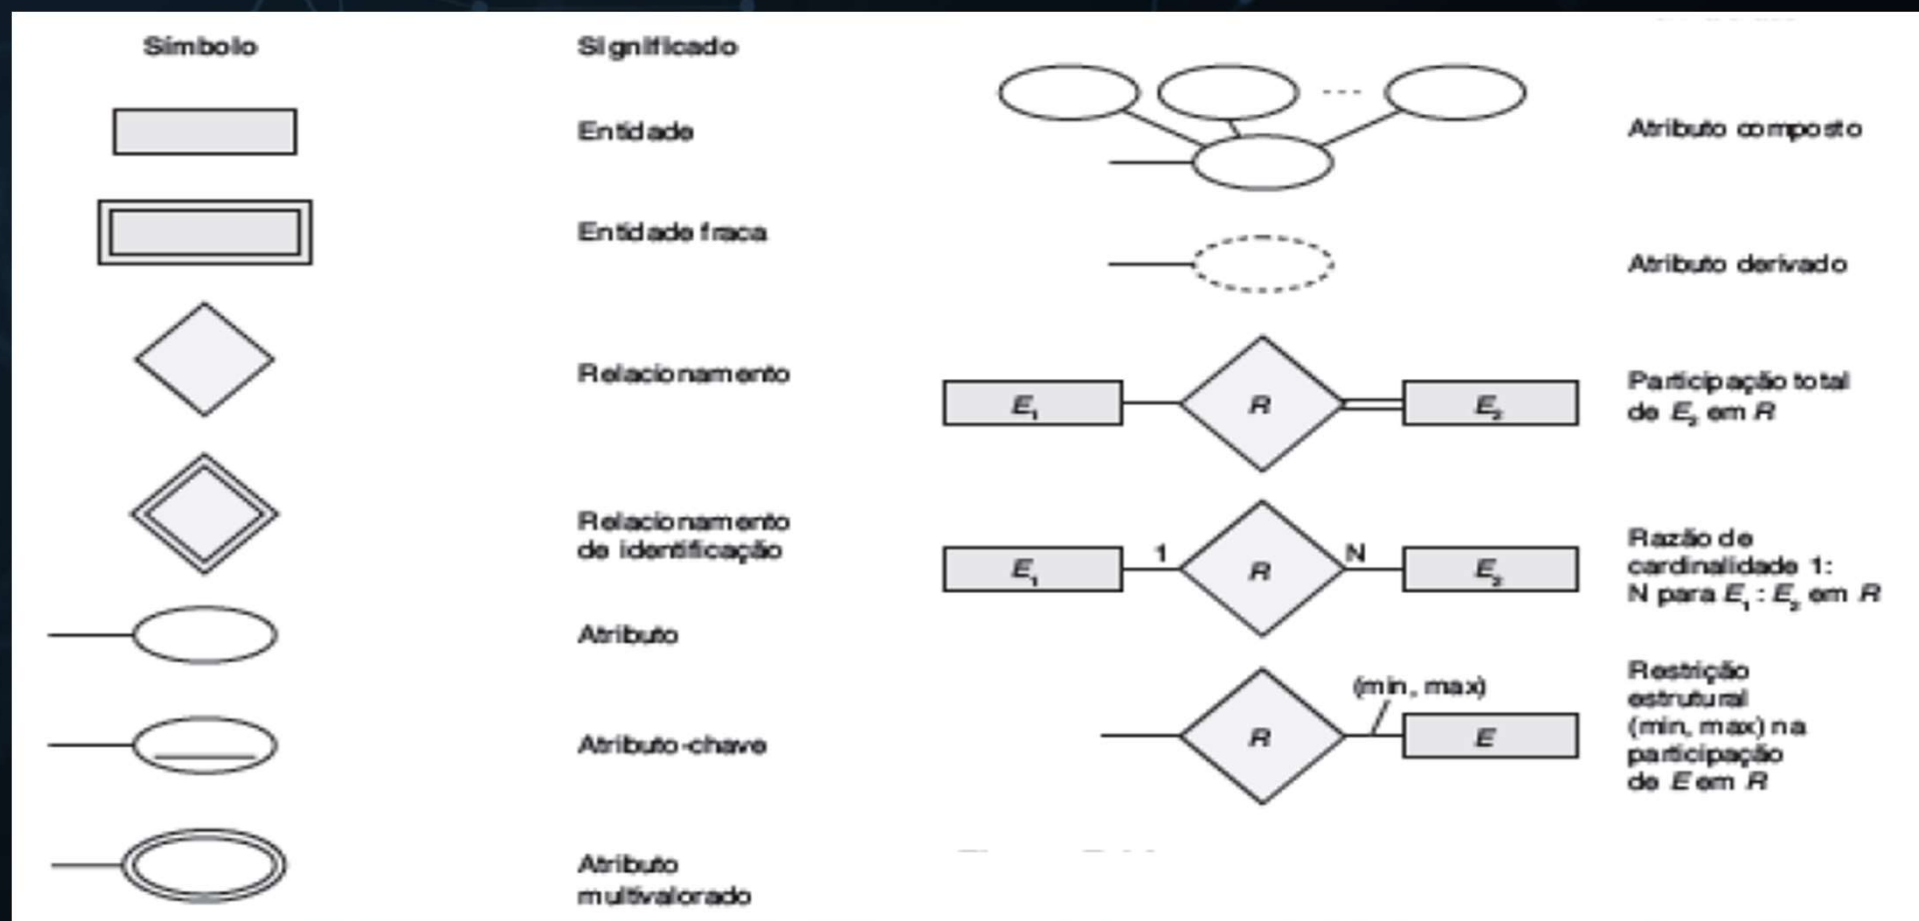 Símbolo
Significado
Entidade
Entidade fraca
Relacionamento
Relacionamento
de identificação
Atributo
Atributo-chave
Atributo
multivalorado
...
Atributo composto
Atributo derivado
E₁
R
E₂
Participação total
de E₂ em R
E₁
1
R
N
E₂
Razão de
cardinalidade 1:
N para E₁ : E₂ em R
(min, max)
R
E
Restrição
estrutural
(min, max) na
participação
de E em R